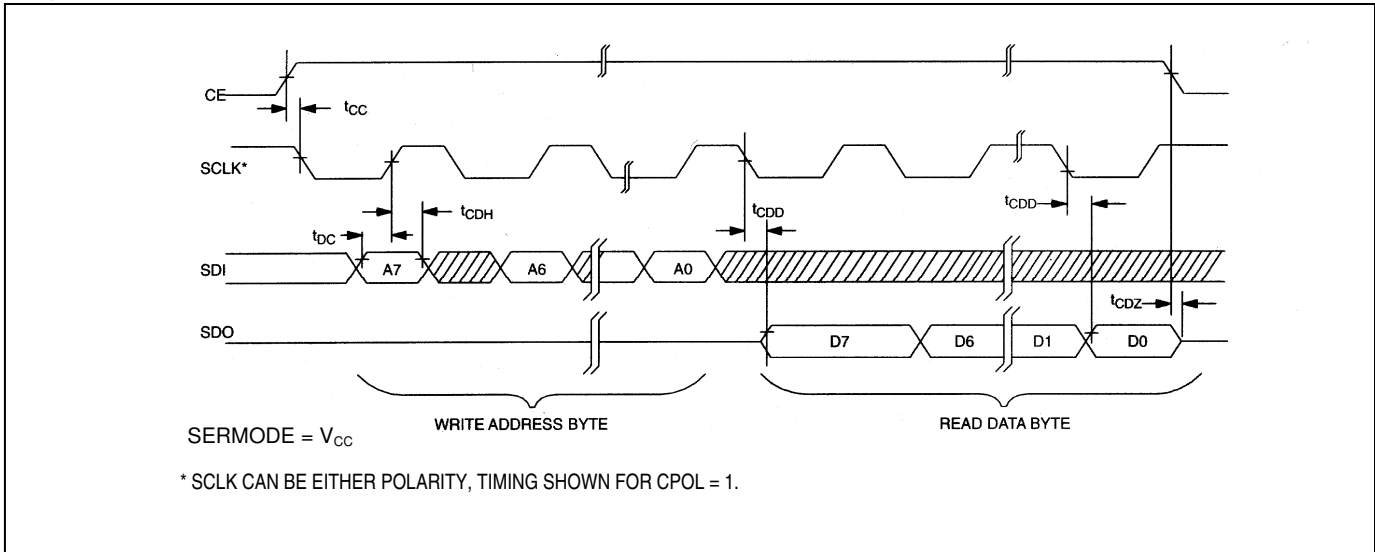 CE
tCC
SCLK*
tCDH
tCDD
tCDD
tDC
SDI
A7
A6
A0
tCDZ
SDO
D7
D6
D1
D0
WRITE ADDRESS BYTE
READ DATA BYTE
SERMODE = VCC
* SCLK CAN BE EITHER POLARITY, TIMING SHOWN FOR CPOL = 1.